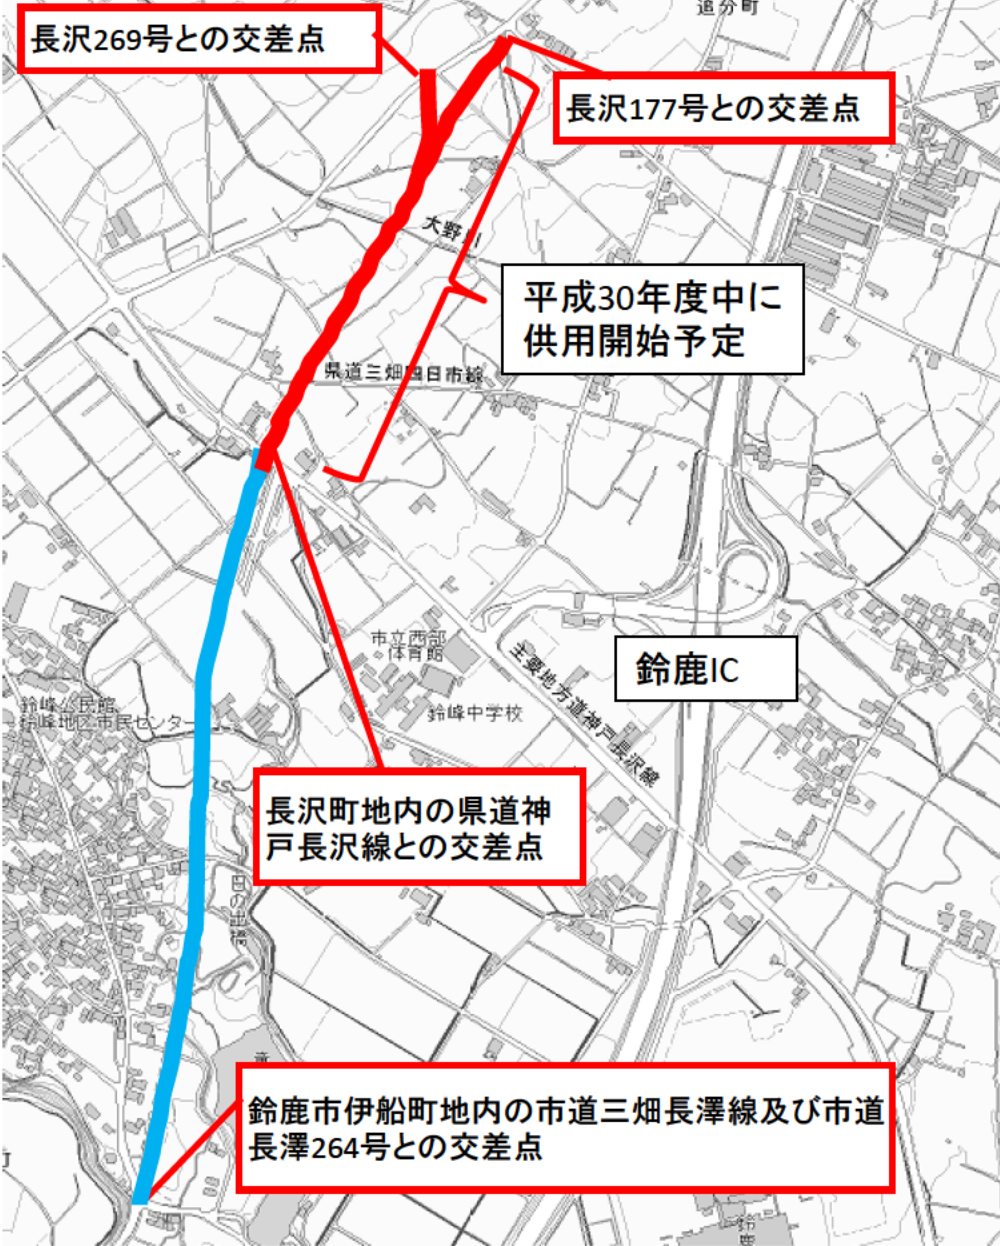 追分町
長沢269号との交差点
長沢177号との交差点
大野川
平成30年度中に
供用開始予定
県道三畑四日市線
市立西部
体育館
鈴鹿IC
主要地方道神戸長沢線
鈴峰公民館
鈴峰地区市民センター
鈴峰中学校
長沢町地内の県道神
戸長沢線との交差点
日の出橋
鈴鹿市伊船町地内の市道三畑長澤線及び市道
長澤264号との交差点
町
鈴鹿